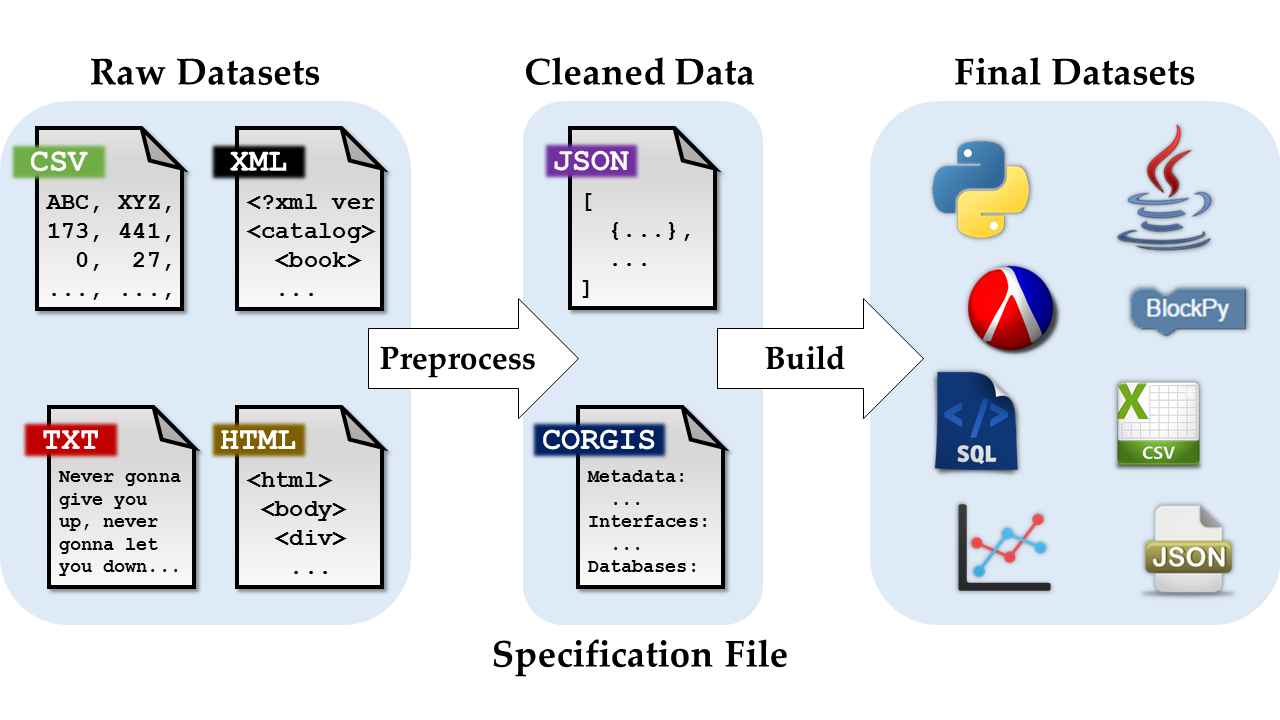 Raw Datasets
Cleaned Data
Final Datasets
CSV
ABC, XYZ,
173, 441,
0, 27,
..., ...,
XML
<?xml ver
<catalog>
<book>
...
TXT
Never gonna
give you
up, never
gonna let
you down...
HTML
<html>
<body>
<div>
...
Preprocess
JSON
[
{...},
...
]
CORGIS
Metadata:
...
Interfaces:
...
Databases:
Build
BlockPy
</>
SQL
X
CSV
JSON
Specification File